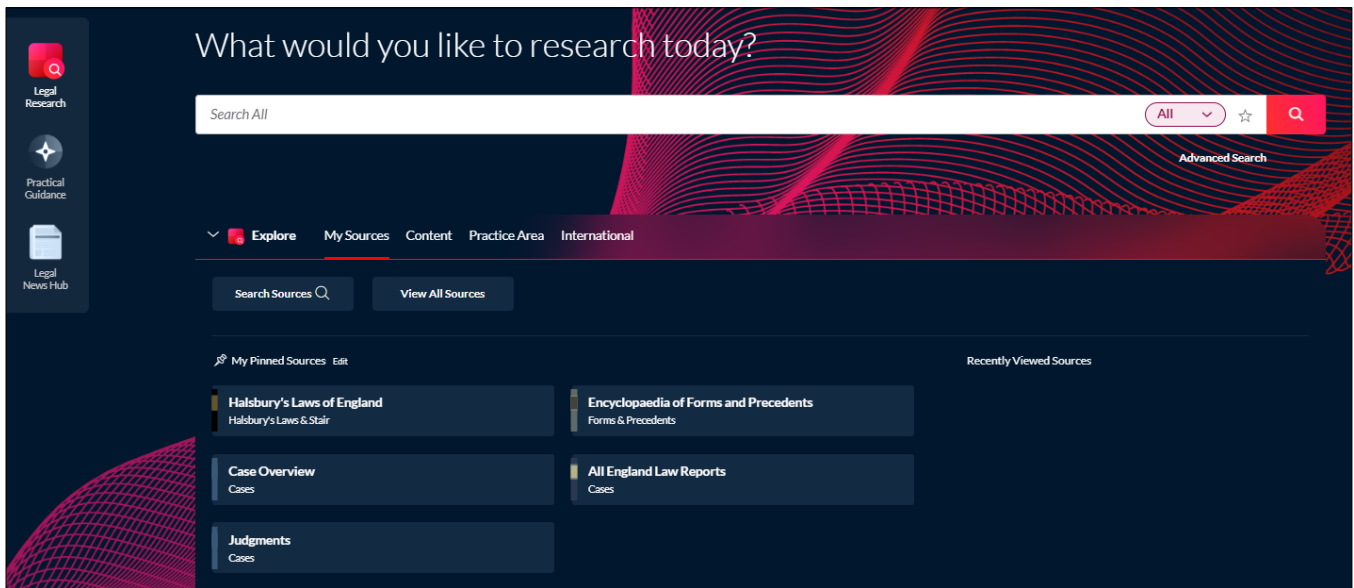 What would you like to research today?
Legal
Research
Search All
All
Advanced Search
Practical
Guidance
Legal
News Hub
Explore
My Sources
Content
Practice Area
International
Search Sources
View All Sources
My Pinned Sources Edit
Recently Viewed Sources
Halsbury's Laws of England
Halsbury's Laws & Stair
Encyclopaedia of Forms and Precedents
Forms & Precedents
Case Overview
Cases
All England Law Reports
Cases
Judgments
Cases